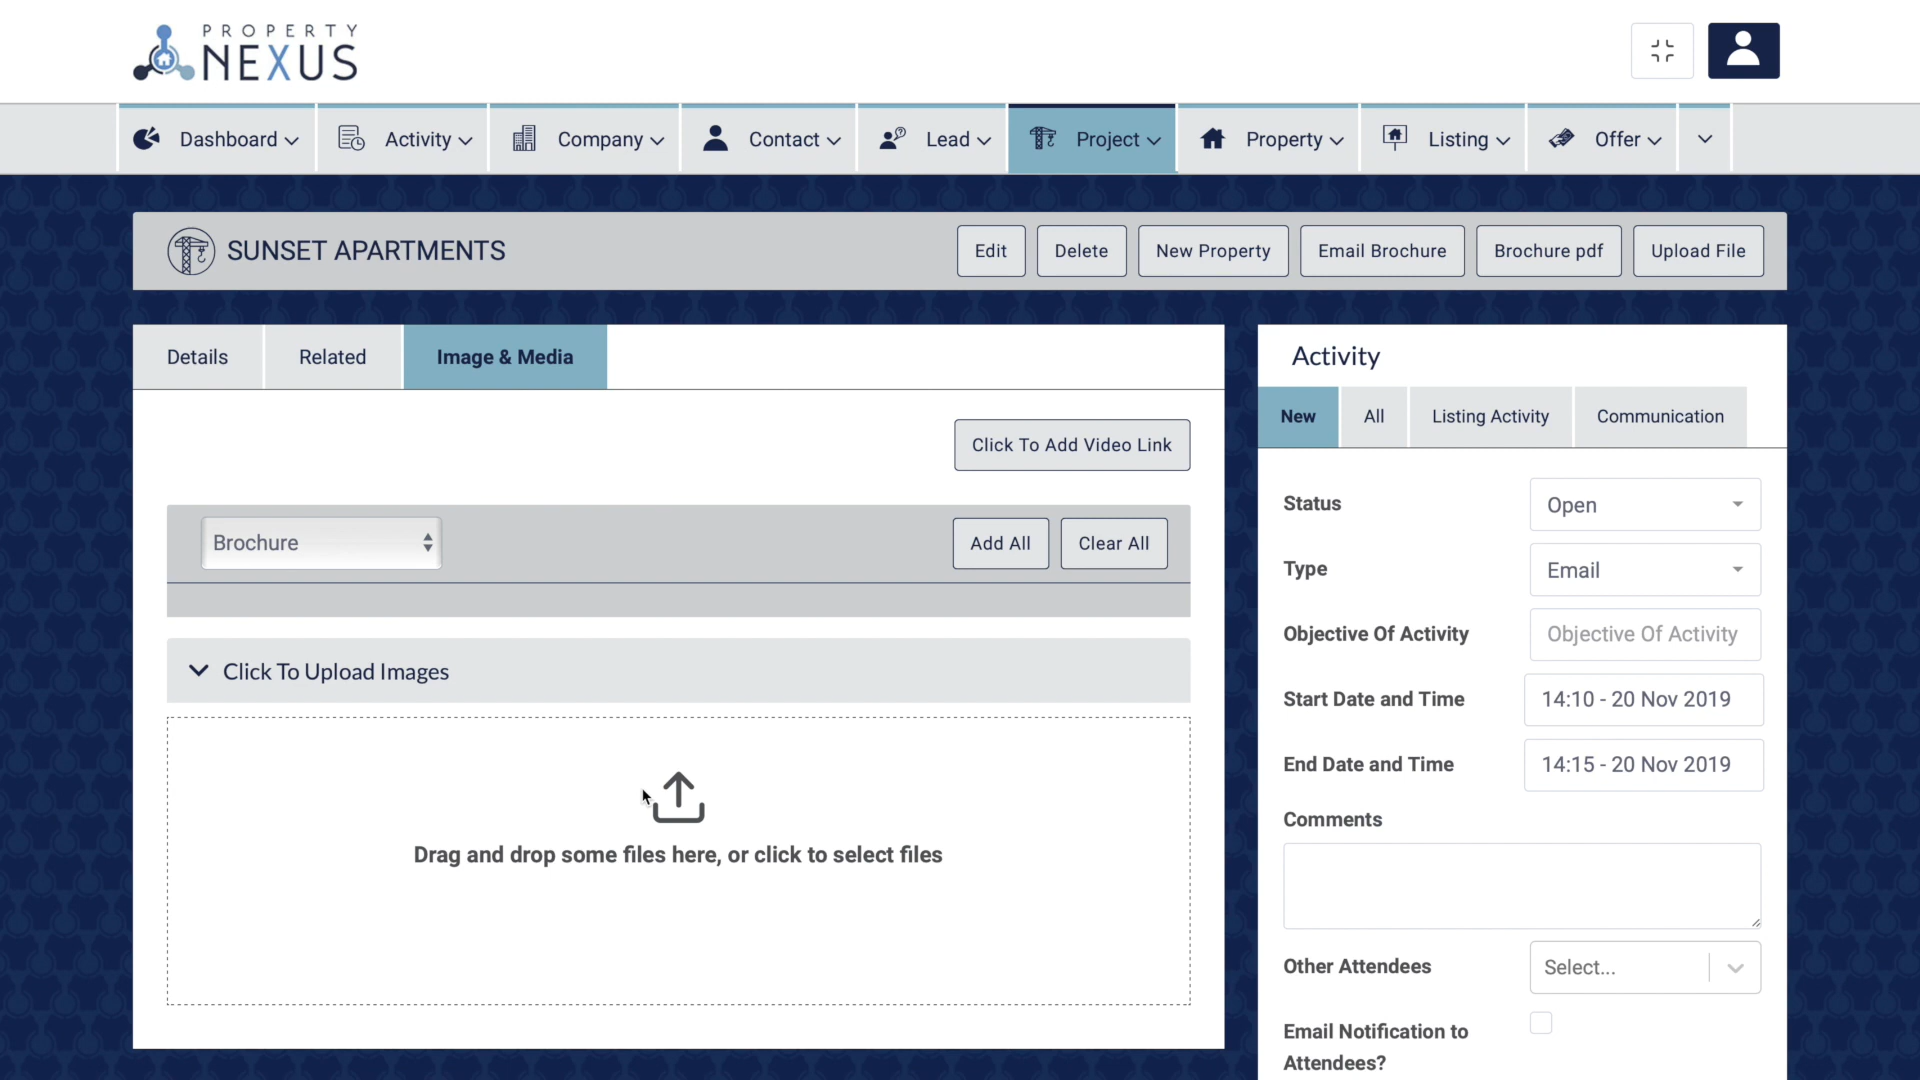 PROPERTY
NEXUS
Dashboard
Activity
Company
Contact
Lead
Project
Property
Listing
Offer
SUNSET APARTMENTS
Edit
Delete
New Property
Email Brochure
Brochure pdf
Upload File
Details
Related
Image & Media
Click To Add Video Link
Brochure
Add All
Clear All
Click To Upload Images
Drag and drop some files here, or click to select files
Activity
New
All
Listing Activity
Communication
Status
Open
Type
Email
Objective Of Activity
Objective Of Activity
Start Date and Time
14:10 - 20 Nov 2019
End Date and Time
14:15 - 20 Nov 2019
Comments
Other Attendees
Select...
Email Notification to
Attendees?